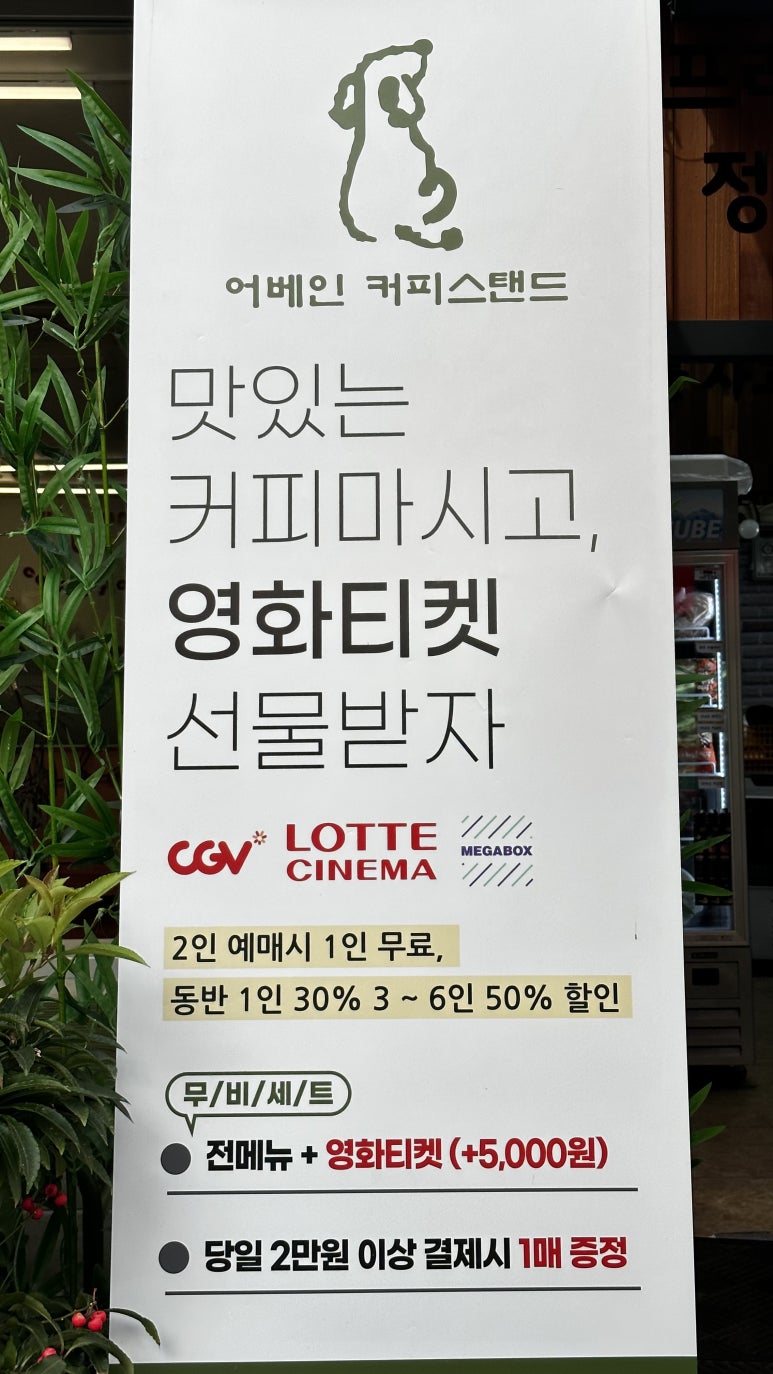 어베인 커피스탠드
맛있는
커피마시고,
영화티켓
선물받자
CGV LOTTE CINEMA MEGABOX
2인 예매시 1인 무료,
동반 1인 30% 3 ~ 6인 50% 할인
무/비/세/트
전메뉴 + 영화티켓 (+5,000원)
당일 2만원 이상 결제시 1매 증정
정
UBE